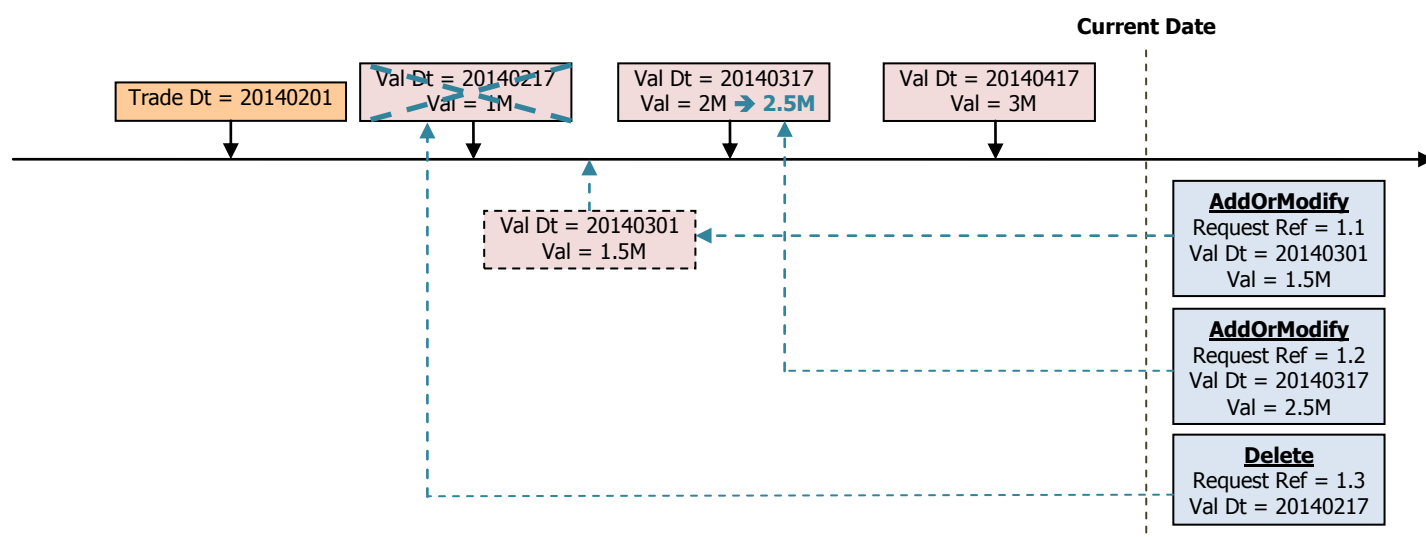 Current Date
Trade Dt = 20140201
Val Dt = 20140217
Val = 1M
Val Dt = 20140317
Val = 2M ➔ 2.5M
Val Dt = 20140417
Val = 3M
Val Dt = 20140301
Val = 1.5M
AddOrModify
Request Ref = 1.1
Val Dt = 20140301
Val = 1.5M
AddOrModify
Request Ref = 1.2
Val Dt = 20140317
Val = 2.5M
Delete
Request Ref = 1.3
Val Dt = 20140217